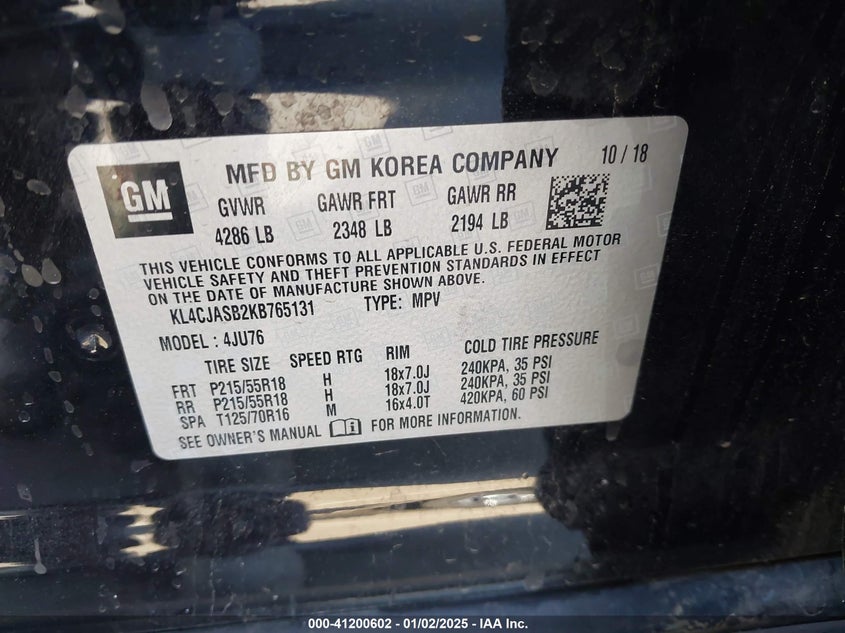 GM
MFD BY GM KOREA COMPANY 10 / 18
GVWR GAWR FRT GAWR RR
4286 LB 2348 LB 2194 LB
THIS VEHICLE CONFORMS TO ALL APPLICABLE U.S. FEDERAL MOTOR
VEHICLE SAFETY AND THEFT PREVENTION STANDARDS IN EFFECT
ON THE DATE OF MANUFACTURE SHOWN ABOVE.
KL4CJASB2KB765131 TYPE: MPV
MODEL : 4JU76
TIRE SIZE SPEED RTG RIM COLD TIRE PRESSURE
FRT P215/55R18 H 18x7.0J 240KPA, 35 PSI
RR P215/55R18 H 18x7.0J 240KPA, 35 PSI
SPA T125/70R16 M 16x4.0T 420KPA, 60 PSI
SEE OWNER'S MANUAL FOR MORE INFORMATION.
000-41200602 - 01/02/2025 - IAA Inc.